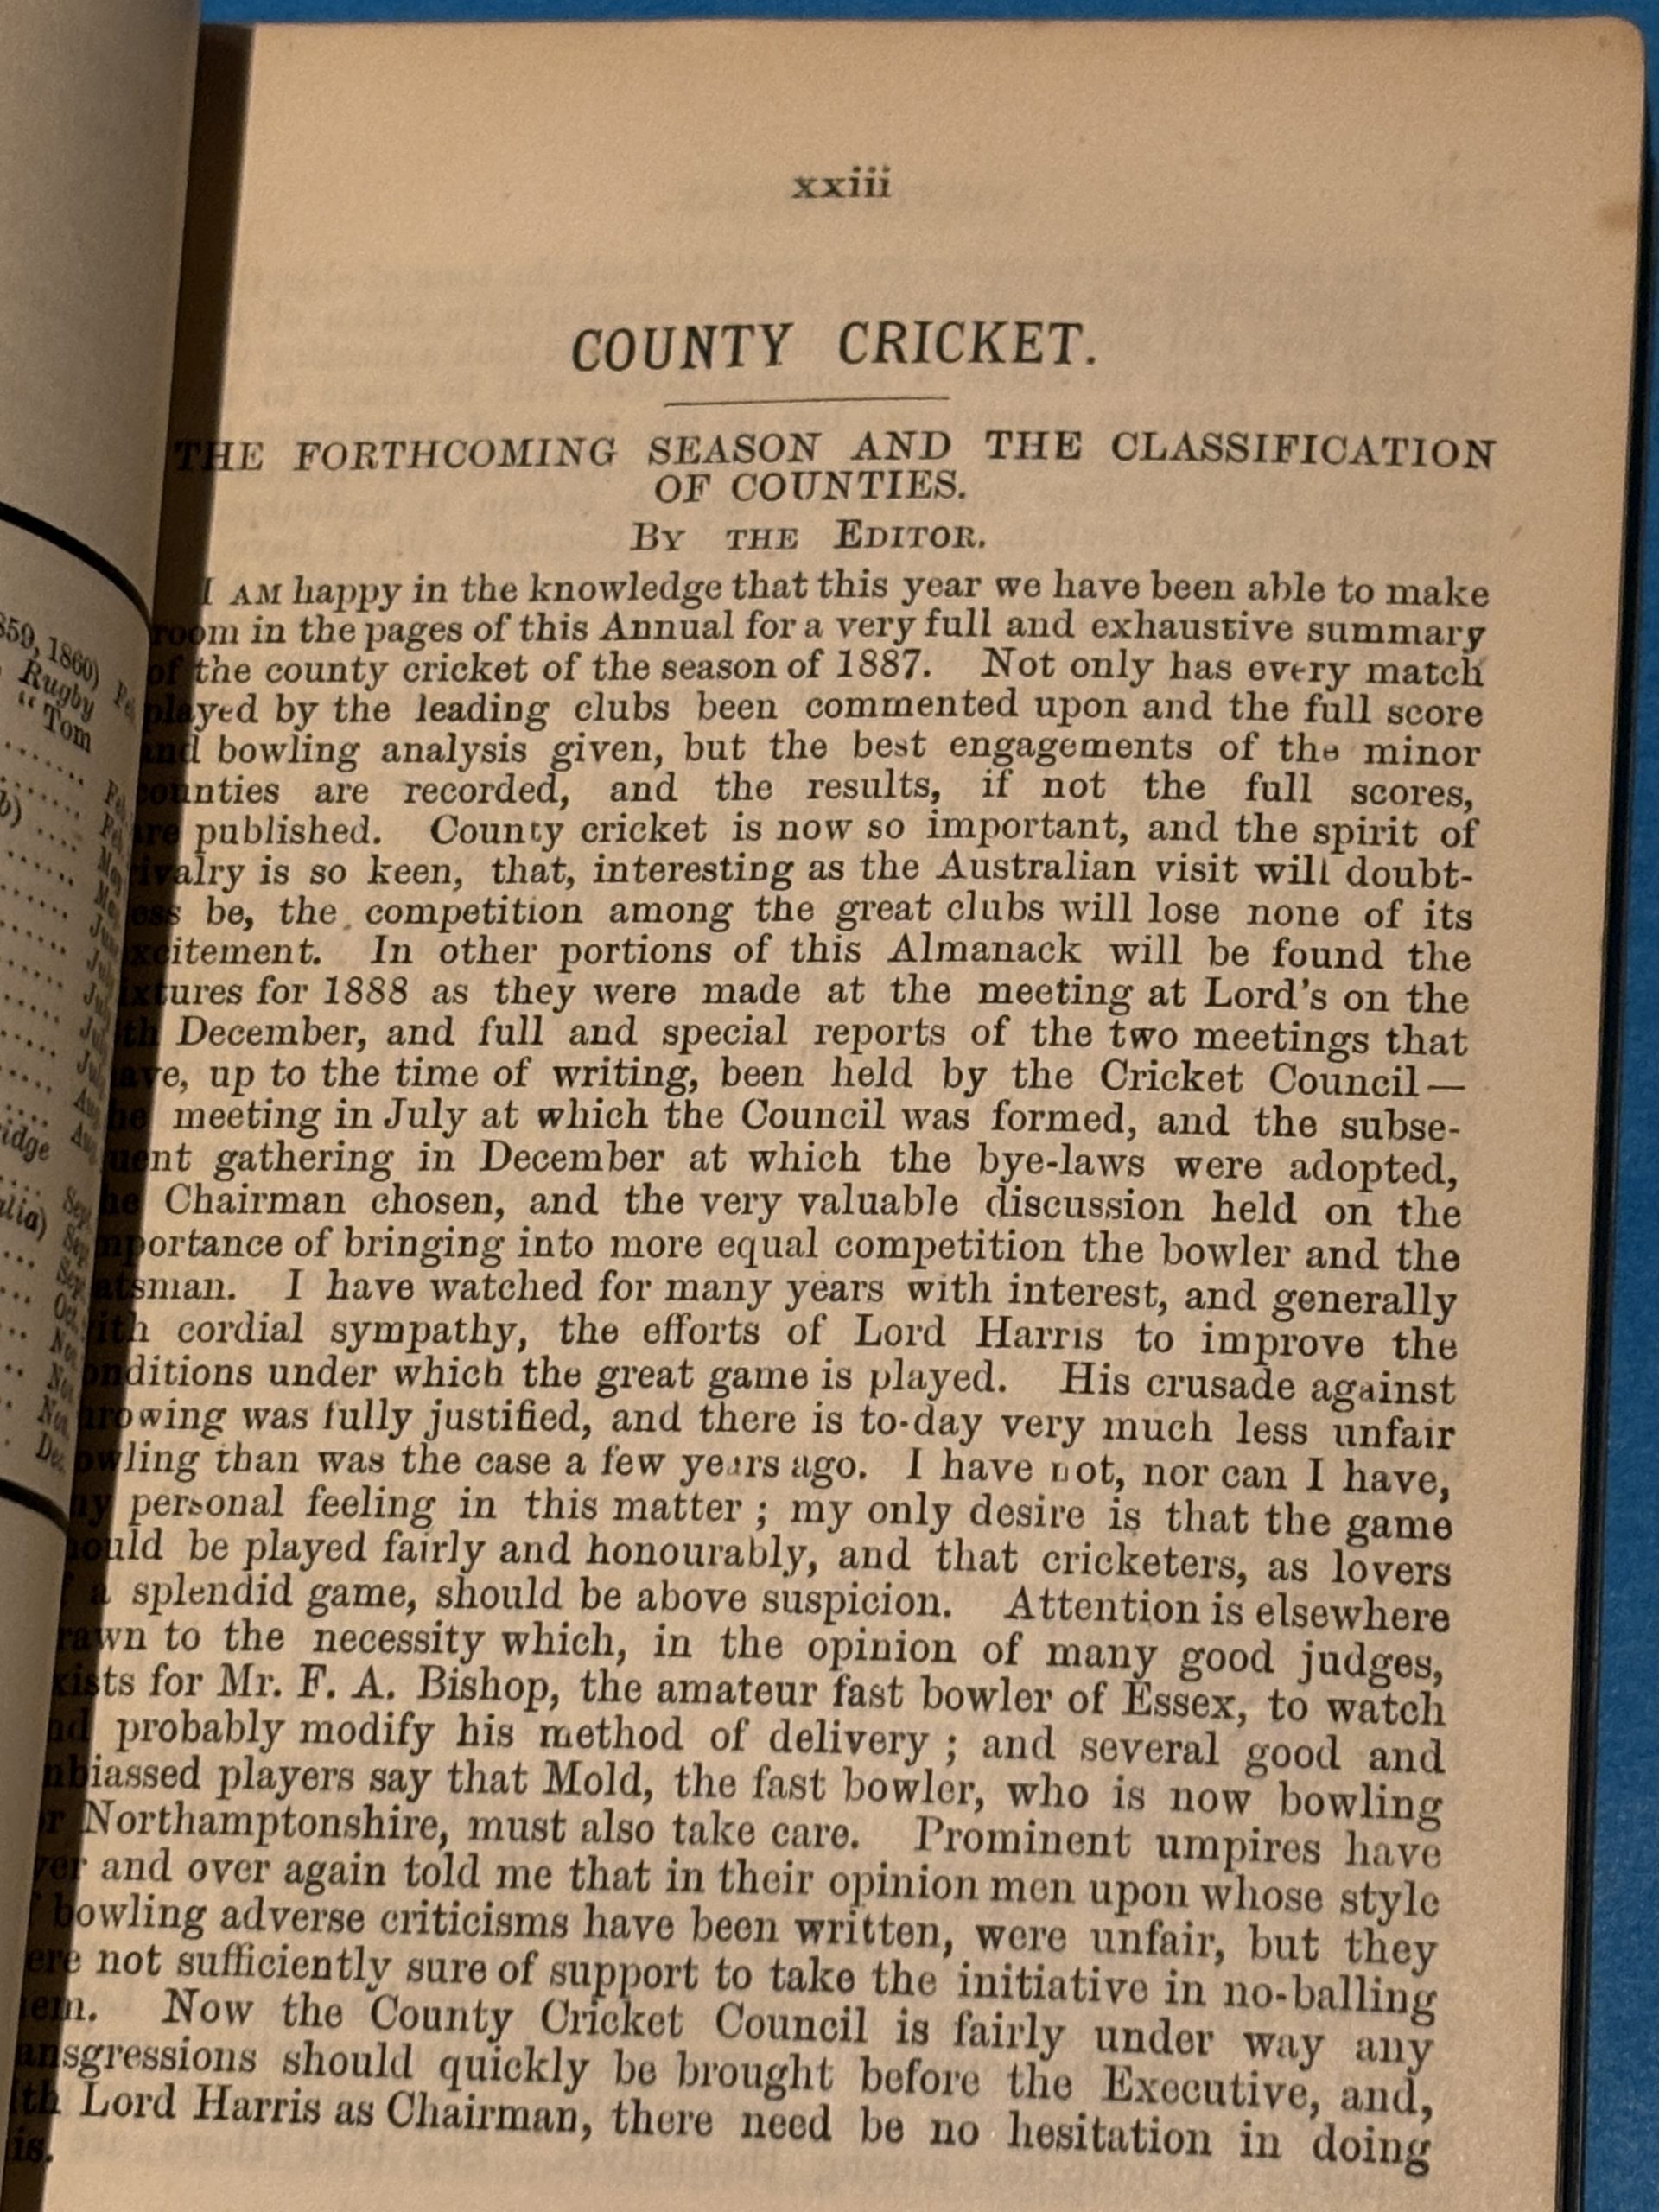 859, 1860)
Rugby
"Tom
xxiii
COUNTY CRICKET.
THE FORTHCOMING SEASON AND THE CLASSIFICATION
OF COUNTIES.
BY THE EDITOR.
I AM happy in the knowledge that this year we have been able to make
room in the pages of this Annual for a very full and exhaustive summary
of the county cricket of the season of 1887. Not only has every match
played by the leading clubs been commented upon and the full score
and bowling analysis given, but the best engagements of the minor
counties are recorded, and the results, if not the full scores,
are published. County cricket is now so important, and the spirit of
rivalry is so keen, that, interesting as the Australian visit will doubt-
ess be, the competition among the great clubs will lose none of its
excitement. In other portions of this Almanack will be found the
fixtures for 1888 as they were made at the meeting at Lord's on the
th December, and full and special reports of the two meetings that
have, up to the time of writing, been held by the Cricket Council—
the meeting in July at which the Council was formed, and the subse-
quent gathering in December at which the bye-laws were adopted,
the Chairman chosen, and the very valuable discussion held on the
importance of bringing into more equal competition the bowler and the
batsman. I have watched for many years with interest, and generally
with cordial sympathy, the efforts of Lord Harris to improve the
conditions under which the great game is played. His crusade against
throwing was fully justified, and there is to-day very much less unfair
bowling than was the case a few years ago. I have not, nor can I have,
any personal feeling in this matter; my only desire is that the game
should be played fairly and honourably, and that cricketers, as lovers
of a splendid game, should be above suspicion. Attention is elsewhere
drawn to the necessity which, in the opinion of many good judges,
exists for Mr. F. A. Bishop, the amateur fast bowler of Essex, to watch
and probably modify his method of delivery; and several good and
unbiassed players say that Mold, the fast bowler, who is now bowling
for Northamptonshire, must also take care. Prominent umpires have
over and over again told me that in their opinion men upon whose style
of bowling adverse criticisms have been written, were unfair, but they
were not sufficiently sure of support to take the initiative in no-balling
them. Now the County Cricket Council is fairly under way any
transgressions should quickly be brought before the Executive, and,
with Lord Harris as Chairman, there need be no hesitation in doing
this.